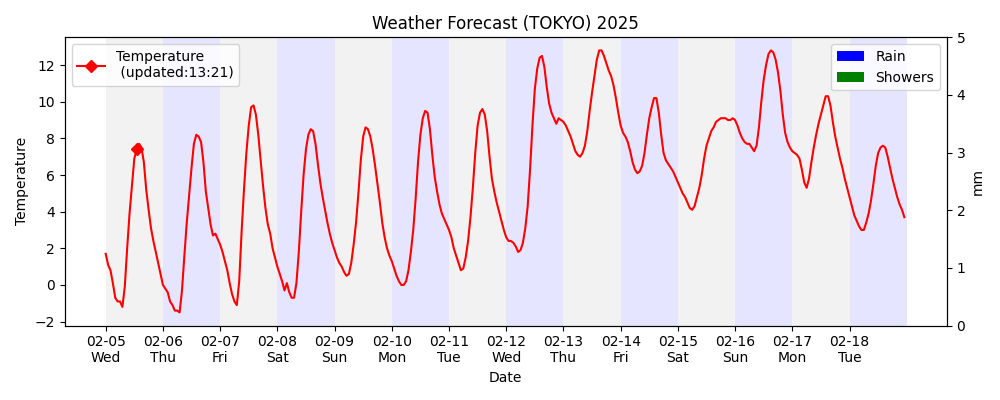 Weather Forecast (TOKYO) 2025
Temperature
(updated:13:21)
Rain
Showers
Temperature
12
10
8
6
4
2
0
−2
5
4
3
2
1
0
mm
02-05 02-06 02-07 02-08 02-09 02-10 02-11 02-12 02-13 02-14 02-15 02-16 02-17 02-18
Wed Thu Fri Sat Sun Mon Tue Wed Thu Fri Sat Sun Mon Tue
Date